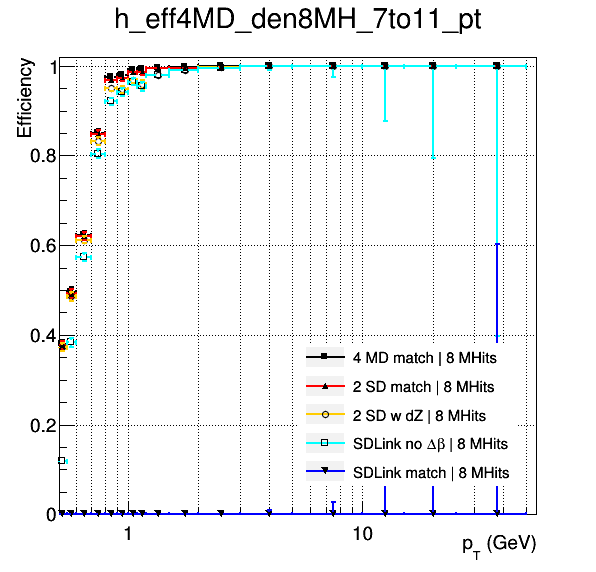 h_eff4MD_den8MH_7to11_pt
Efficiency
1
0.8
0.6
0.4
0.2
0
4 MD match | 8 MHits
2 SD match | 8 MHits
2 SD w dZ | 8 MHits
SDLink no Δβ | 8 MHits
SDLink match | 8 MHits
1
10
p_T (GeV)